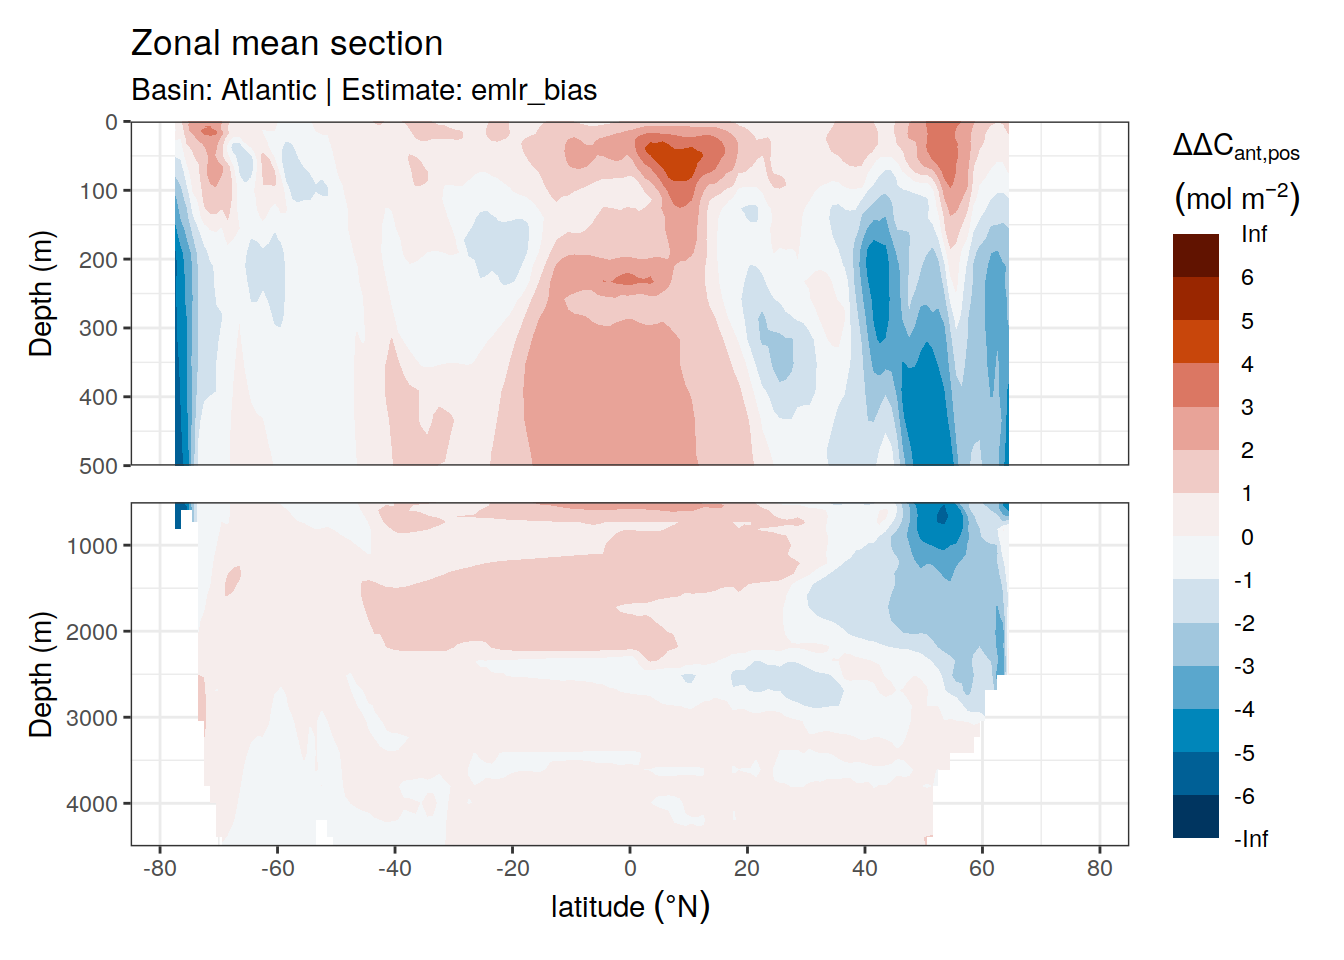 Zonal mean section
Basin: Atlantic | Estimate: emlr_bias
0
100
200
300
400
500
Depth (m)
1000
2000
3000
4000
Depth (m)
-80 -60 -40 -20 0 20 40 60 80
latitude (°N)
ΔΔC_ant,pos
(mol m⁻²)
Inf
6
5
4
3
2
1
0
-1
-2
-3
-4
-5
-6
-Inf